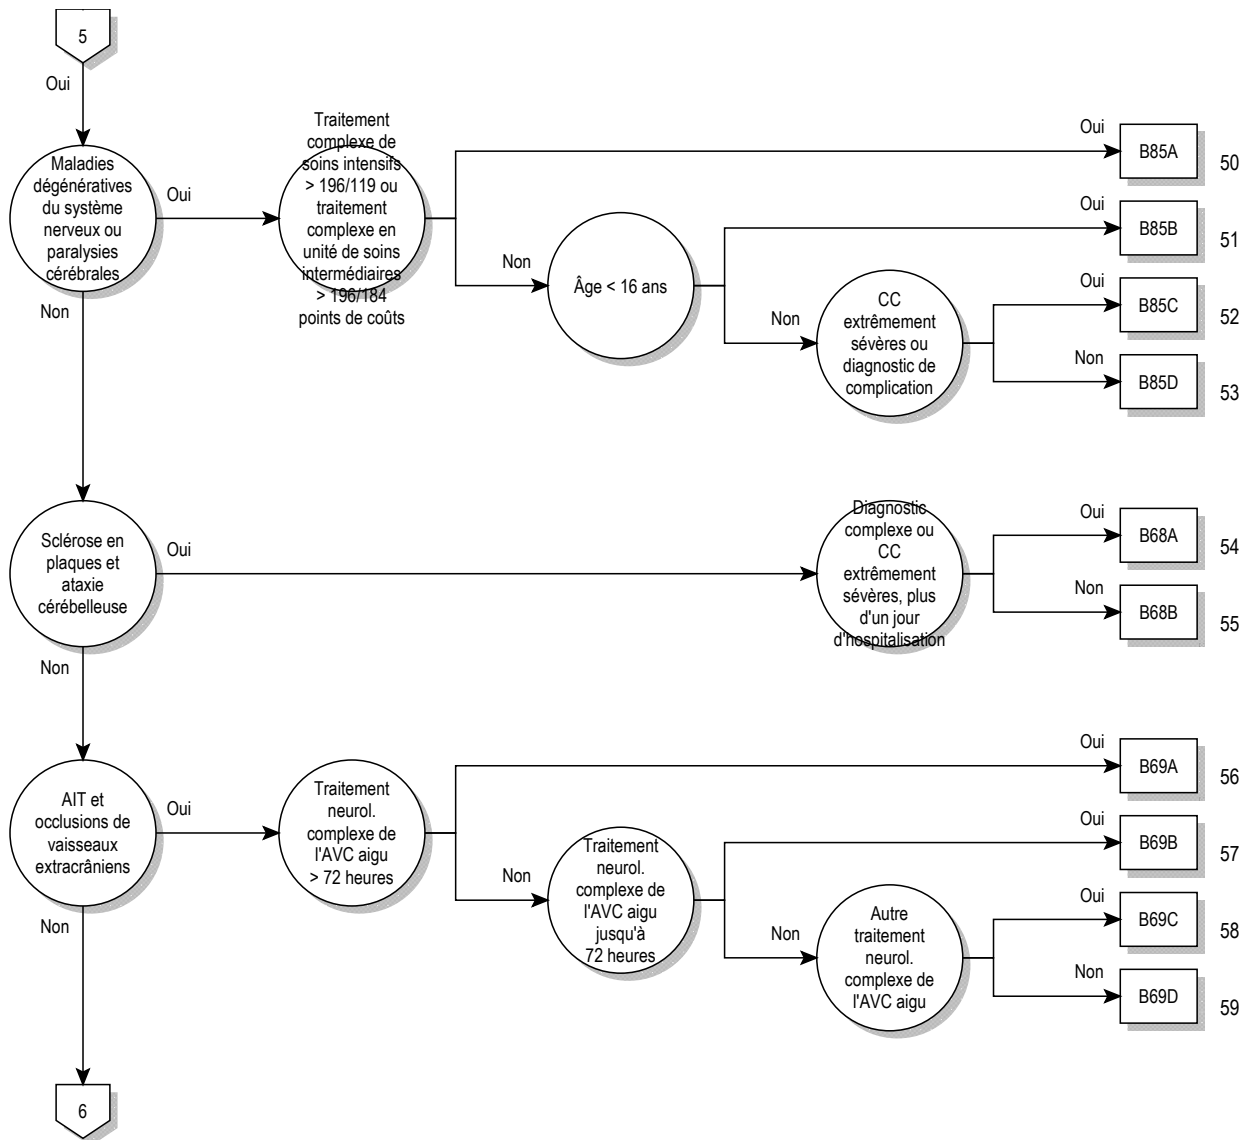 5
Oui
Maladies
dégénératives
du système
nerveux ou
paralysies
cérébrales
Oui
Non
Traitement
complexe de
soins intensifs
> 196/119 ou
traitement
complexe en
unité de soins
intermédiaires
> 196/184
points de coûts
Oui
B85A
50
Non
Âge < 16 ans
Oui
B85B
51
Non
CC
extrêmement
sévères ou
diagnostic de
complication
Oui
B85C
52
Non
B85D
53
Sclérose en
plaques et
ataxie
cérébelleuse
Oui
Non
Diagnostic
complexe ou
CC
extrêmement
sévères, plus
d'un jour
d'hospitalisation
Oui
B68A
54
Non
B68B
55
AIT et
occlusions de
vaisseaux
extracrâniens
Oui
Non
Traitement
neurol.
complexe de
l'AVC aigu
> 72 heures
Oui
B69A
56
Non
Traitement
neurol.
complexe de
l'AVC aigu
jusqu'à
72 heures
Oui
B69B
57
Non
Autre
traitement
neurol.
complexe de
l'AVC aigu
Oui
B69C
58
Non
B69D
59
6